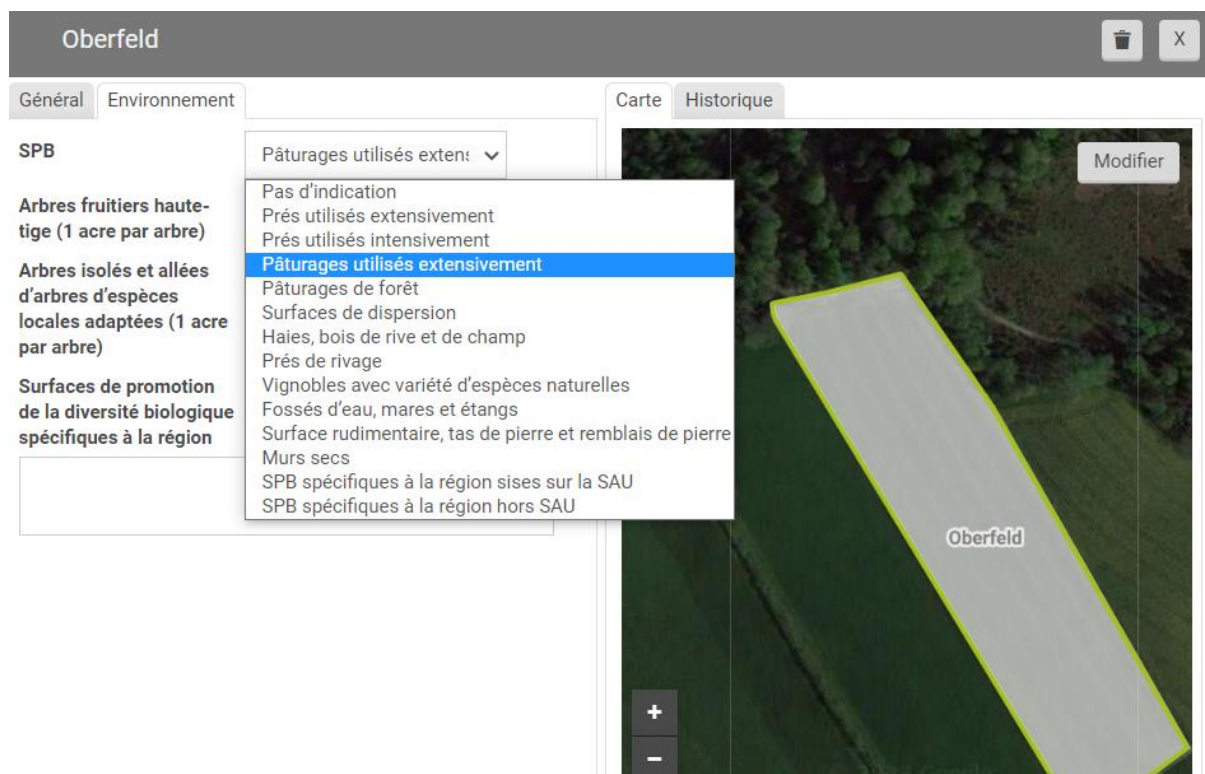 Oberfeld
X
Général
Environnement
SPB
Pâturages utilisés extens
Pas d'indication
Prés utilisés extensivement
Prés utilisés intensivement
Pâturages utilisés extensivement
Pâturages de forêt
Surfaces de dispersion
Haies, bois de rive et de champ
Prés de rivage
Vignobles avec variété d'espèces naturelles
Fossés d'eau, mares et étangs
Surface rudimentaire, tas de pierre et remblais de pierre
Murs secs
SPB spécifiques à la région sises sur la SAU
SPB spécifiques à la région hors SAU
Arbres fruitiers haute-
tige (1 acre par arbre)
Arbres isolés et allées
d'arbres d'espèces
locales adaptées (1 acre
par arbre)
Surfaces de promotion
de la diversité biologique
spécifiques à la région
Carte
Historique
Modifier
Oberfeld
+
−